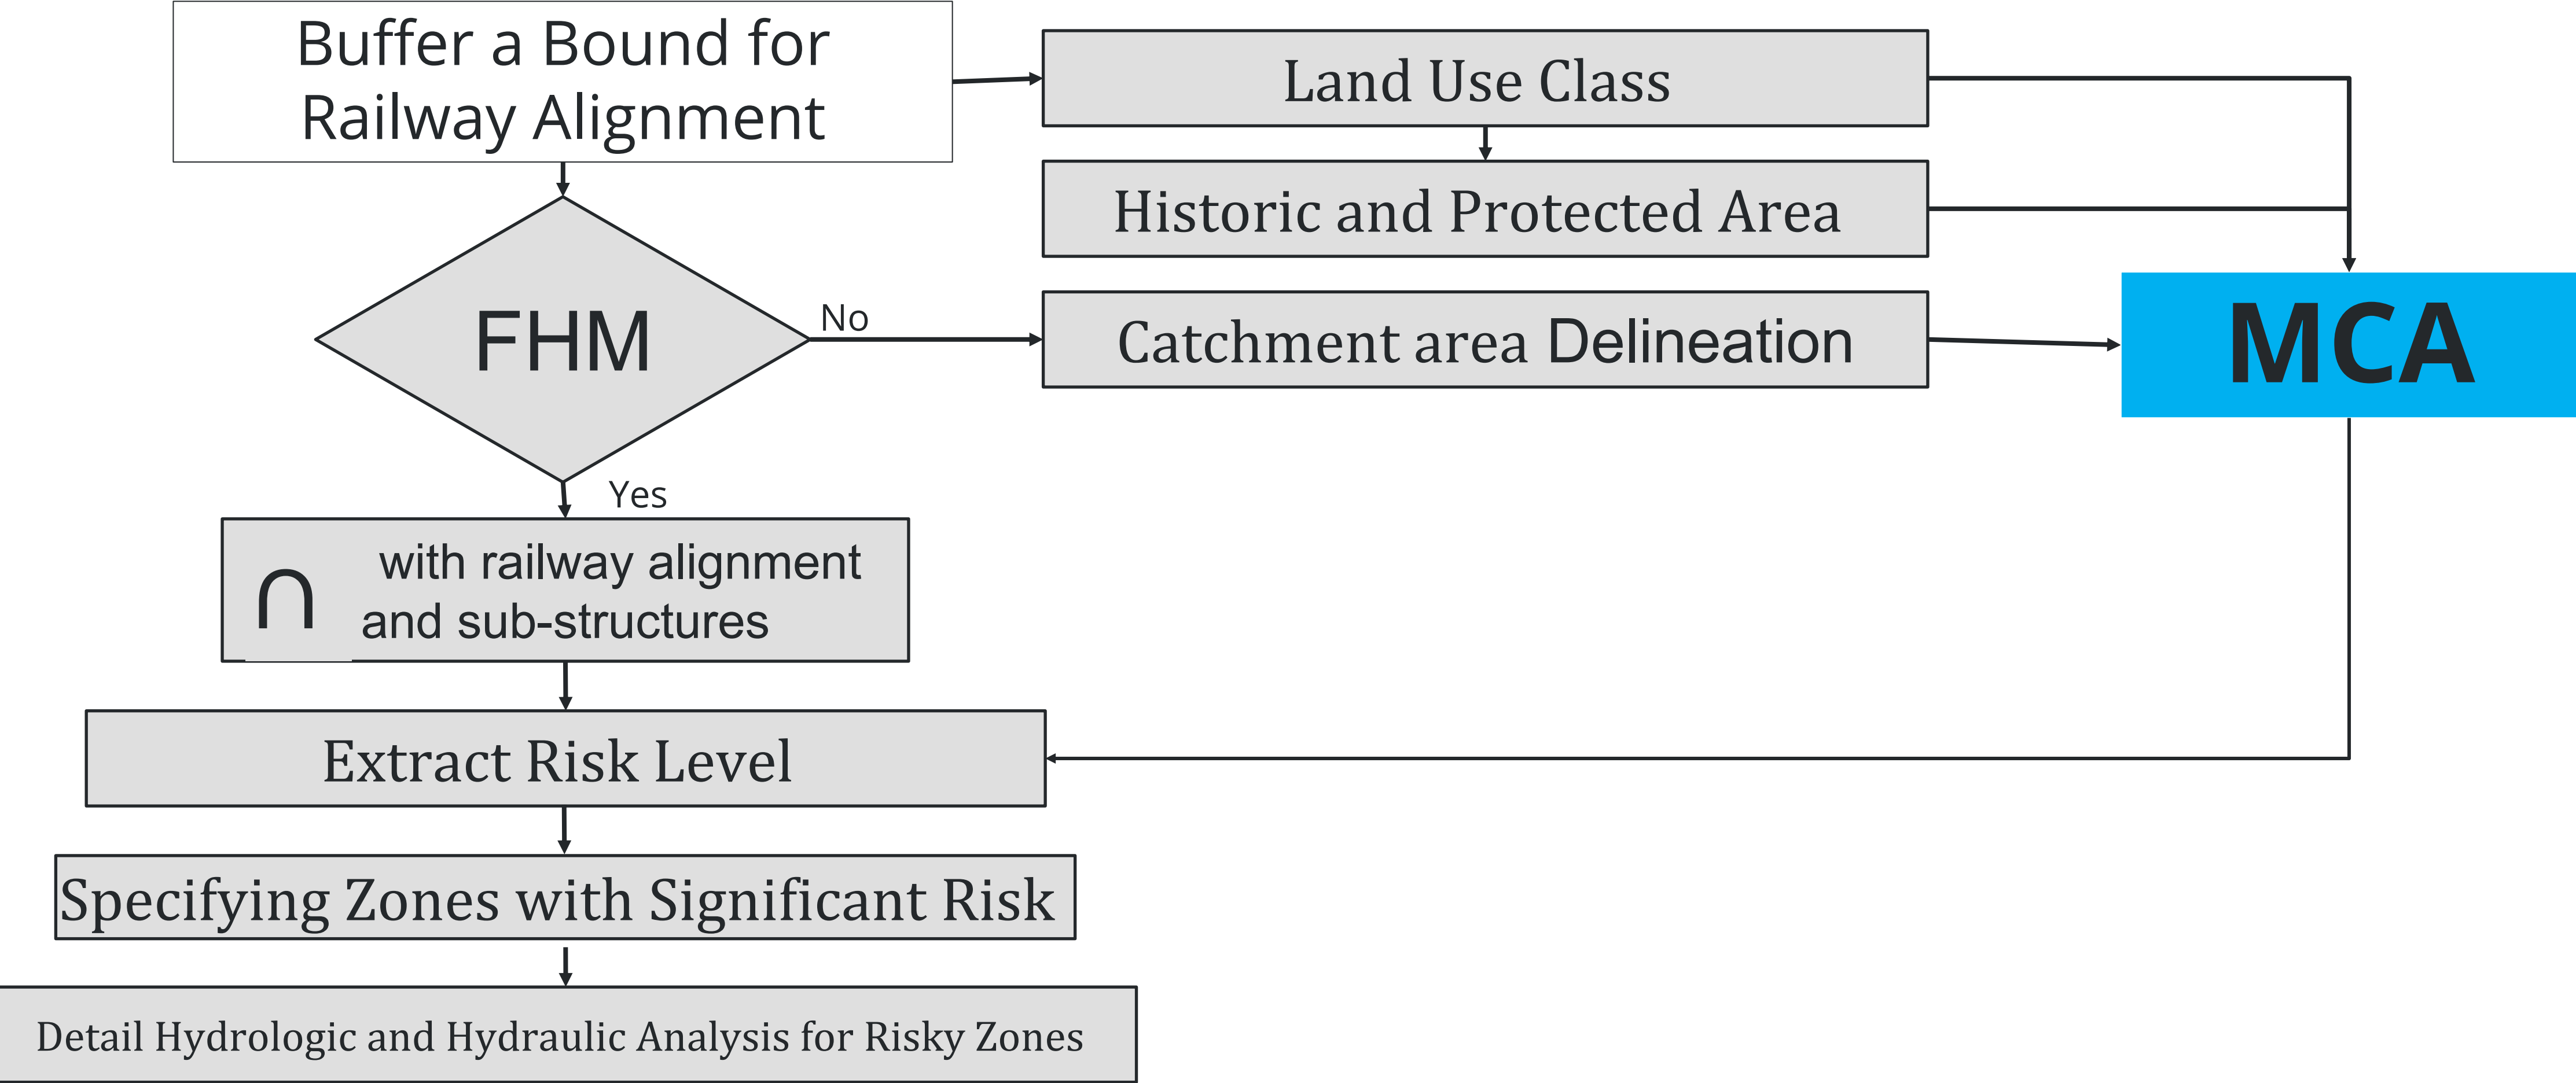 Buffer a Bound for
Railway Alignment
Land Use Class
Historic and Protected Area
FHM
No
Catchment area Delineation
MCA
Yes
∩ with railway alignment
and sub-structures
Extract Risk Level
Specifying Zones with Significant Risk
Detail Hydrologic and Hydraulic Analysis for Risky Zones